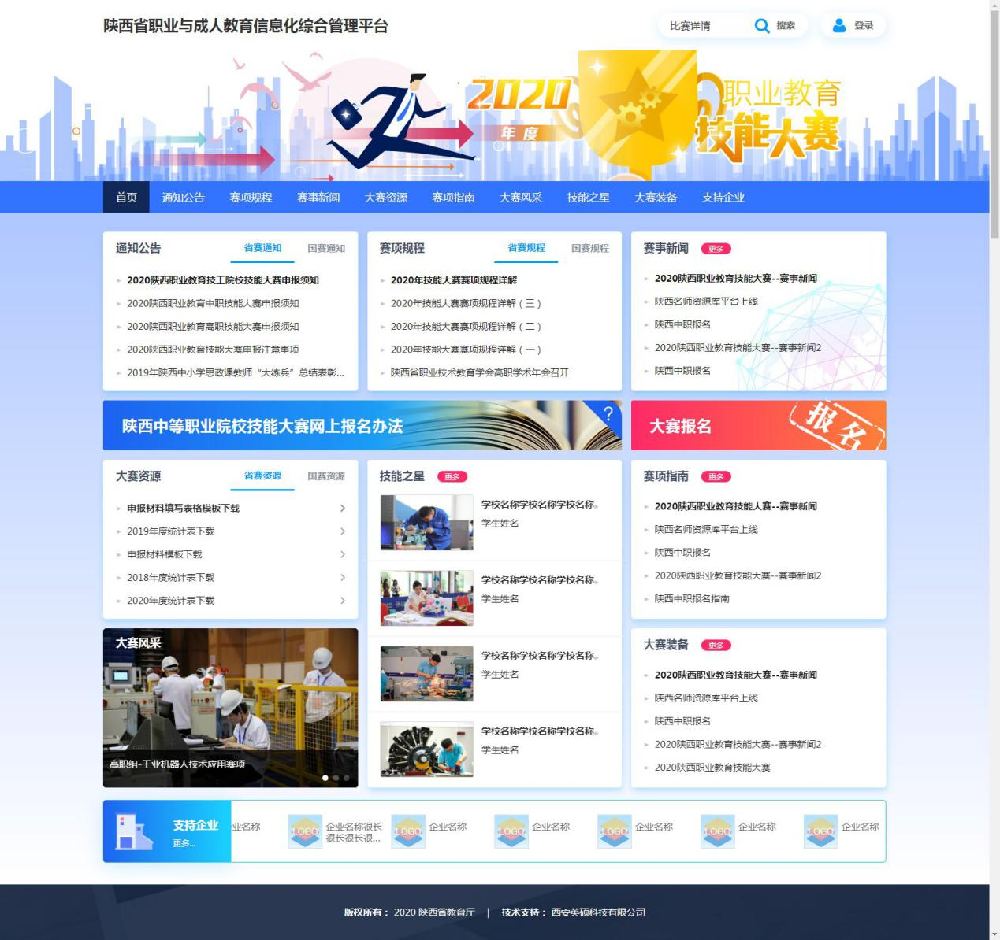 陕西省职业与成人教育信息化综合管理平台
比赛详情
搜索
登录
2020
年度
职业教育
技能大赛
首页
通知公告
赛项规程
赛事新闻
大赛资源
赛项指南
大赛风采
技能之星
大赛装备
支持企业
通知公告
省赛通知
国赛通知
2020陕西职业教育技工院校技能大赛申报须知
2020陕西职业教育中职技能大赛申报须知
2020陕西职业教育高职技能大赛申报须知
2020陕西职业教育技能大赛申报注意事项
2019年陕西中小学思政课教师“大练兵”总结表彰...
赛项规程
省赛规程
国赛规程
2020年技能大赛赛项规程详解
2020年技能大赛赛项规程详解（三）
2020年技能大赛赛项规程详解（二）
2020年技能大赛赛项规程详解（一）
陕西省职业技术教育学会高职学术年会召开
赛事新闻
更多
2020陕西职业教育技能大赛--赛事新闻
陕西名师资源库平台上线
陕西中职报名
2020陕西职业教育技能大赛--赛事新闻2
陕西中职报名
陕西中等职业院校技能大赛网上报名办法
?
大赛报名
报名
大赛资源
省赛资源
国赛资源
申报材料填写表格模板下载
2019年度统计表下载
申报材料模板下载
2018年度统计表下载
2020年度统计表下载
技能之星
更多
学校名称学校名称学校名称..
学生姓名
学校名称学校名称学校名称..
学生姓名
学校名称学校名称学校名称..
学生姓名
学校名称学校名称学校名称..
学生姓名
赛项指南
更多
2020陕西职业教育技能大赛--赛事新闻
陕西名师资源库平台上线
陕西中职报名
2020陕西职业教育技能大赛--赛事新闻2
陕西中职报名指南
大赛风采
高职组-工业机器人技术应用赛项
大赛装备
更多
2020陕西职业教育技能大赛--赛事新闻
陕西名师资源库平台上线
陕西中职报名
2020陕西职业教育技能大赛--赛事新闻2
2020陕西职业教育技能大赛
支持企业
更多...
业名称
LOGO
企业名称很长
很长很长很...
LOGO
企业名称
LOGO
企业名称
LOGO
企业名称
LOGO
企业名称
LOGO
企业名称
版权所有： 2020 陕西省教育厅 | 技术支持： 西安英硕科技有限公司